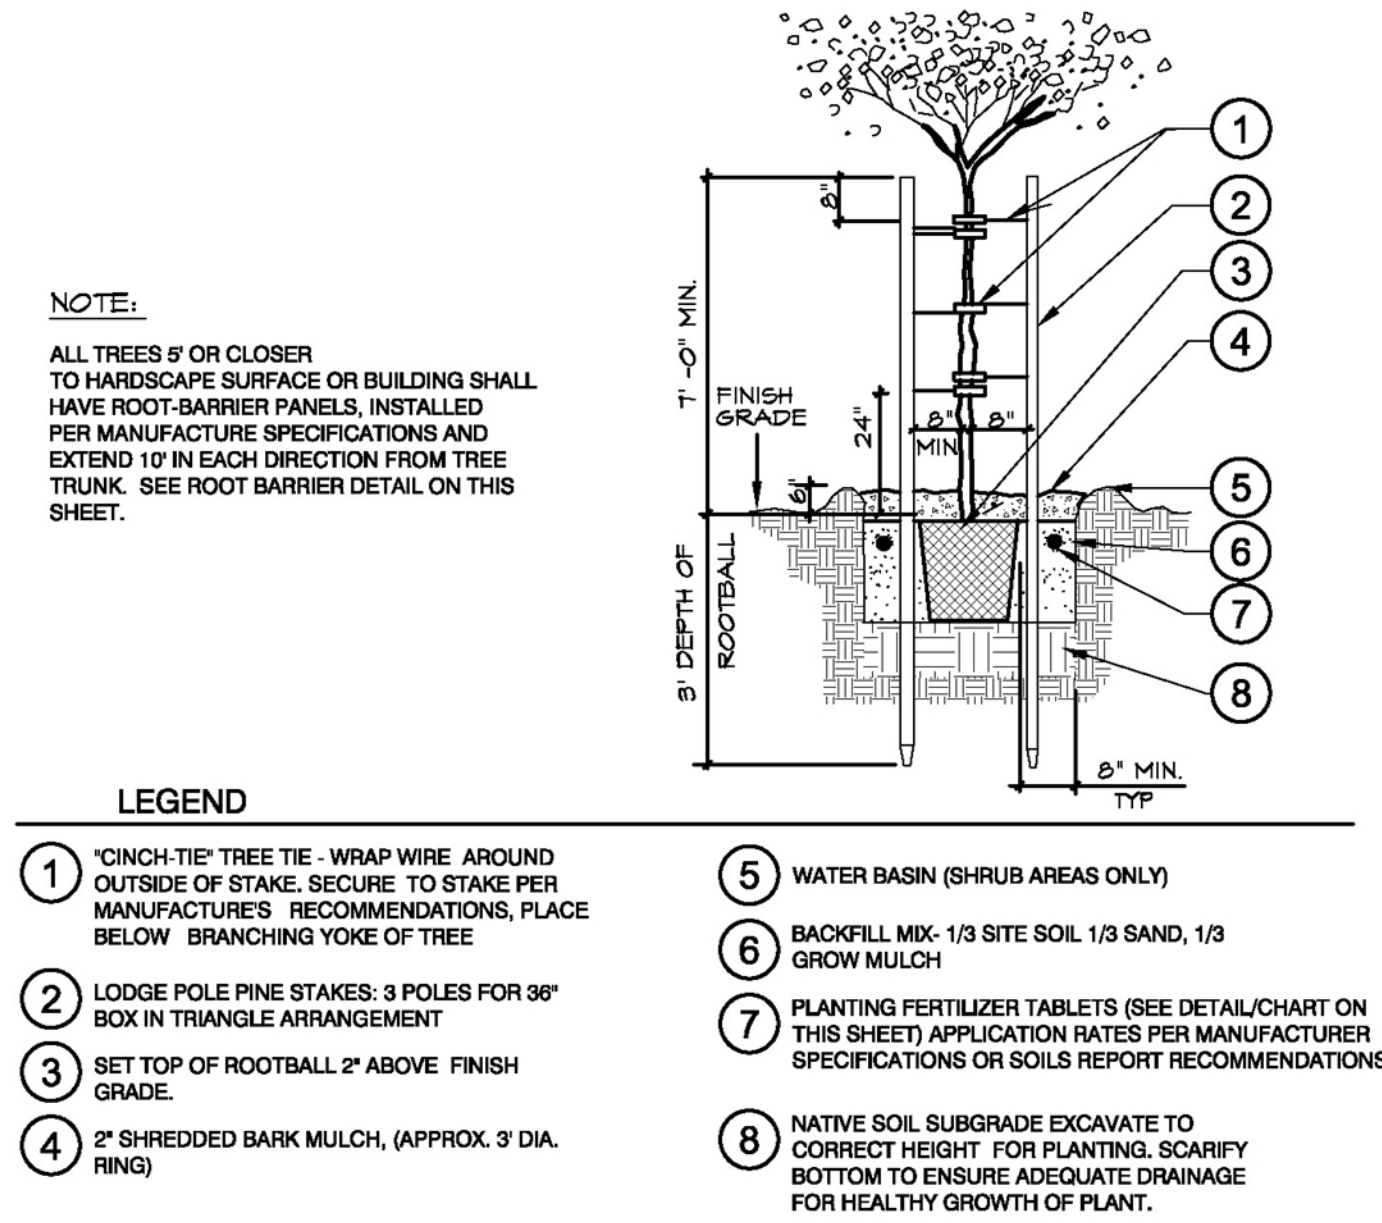 NOTE:
ALL TREES 5' OR CLOSER
TO HARDSCAPE SURFACE OR BUILDING SHALL
HAVE ROOT-BARRIER PANELS, INSTALLED
PER MANUFACTURE SPECIFICATIONS AND
EXTEND 10' IN EACH DIRECTION FROM TREE
TRUNK. SEE ROOT BARRIER DETAIL ON THIS
SHEET.
8"
7'-0" MIN.
FINISH
GRADE
24"
8"
MIN
8"
6"
3' DEPTH OF
ROOTBALL
8" MIN.
TYP
1
2
3
4
5
6
7
8
LEGEND
1
"CINCH-TIE" TREE TIE - WRAP WIRE AROUND
OUTSIDE OF STAKE. SECURE TO STAKE PER
MANUFACTURE'S RECOMMENDATIONS, PLACE
BELOW BRANCHING YOKE OF TREE
2
LODGE POLE PINE STAKES: 3 POLES FOR 36"
BOX IN TRIANGLE ARRANGEMENT
3
SET TOP OF ROOTBALL 2" ABOVE FINISH
GRADE.
4
2" SHREDDED BARK MULCH, (APPROX. 3' DIA.
RING)
5
WATER BASIN (SHRUB AREAS ONLY)
6
BACKFILL MIX- 1/3 SITE SOIL 1/3 SAND, 1/3
GROW MULCH
7
PLANTING FERTILIZER TABLETS (SEE DETAIL/CHART ON
THIS SHEET) APPLICATION RATES PER MANUFACTURER
SPECIFICATIONS OR SOILS REPORT RECOMMENDATIONS
8
NATIVE SOIL SUBGRADE EXCAVATE TO
CORRECT HEIGHT FOR PLANTING. SCARIFY
BOTTOM TO ENSURE ADEQUATE DRAINAGE
FOR HEALTHY GROWTH OF PLANT.